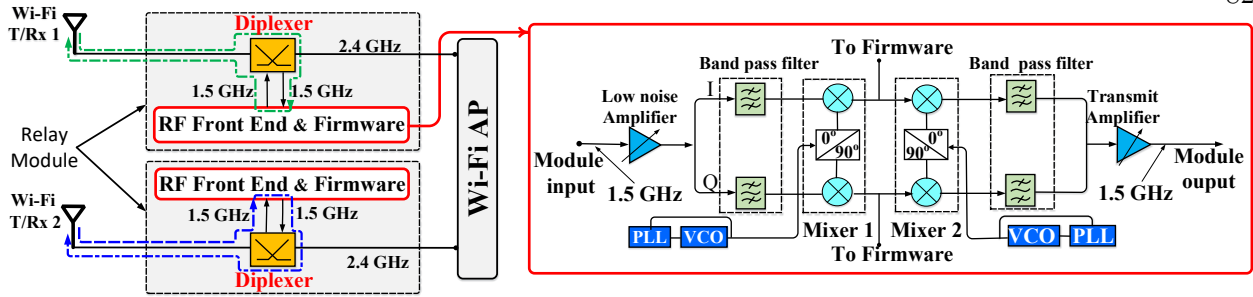 Wi-Fi
T/Rx 1
Diplexer
2.4 GHz
1.5 GHz
1.5 GHz
RF Front End & Firmware
Relay
Module
RF Front End & Firmware
Wi-Fi
T/Rx 2
1.5 GHz
1.5 GHz
2.4 GHz
Diplexer
Wi-Fi AP
To Firmware
Band pass filter
Band pass filter
I
Low noise
Amplifier
Transmit
Amplifier
0°
90°
0°
90°
Module
input
1.5 GHz
Q
Module
ouput
1.5 GHz
PLL
VCO
Mixer 1
Mixer 2
VCO
PLL
To Firmware